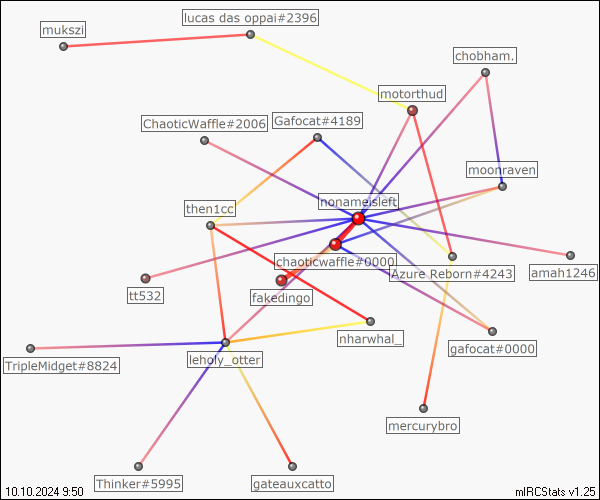 lucas das oppai#2396
mukszi
chobham.
motorthud
ChaoticWaffle#2006
Gafocat#4189
moonraven
nonameisleft
then1cc
chaoticwaffle#0000
Azure Reborn#4243
amah1246
tt532
fakedingo
nharwhal_
gafocat#0000
leholy_otter
TripleMidget#8824
mercurybro
Thinker#5995
gateauxcatto
10.10.2024 9:50
mIRCStats v1.25